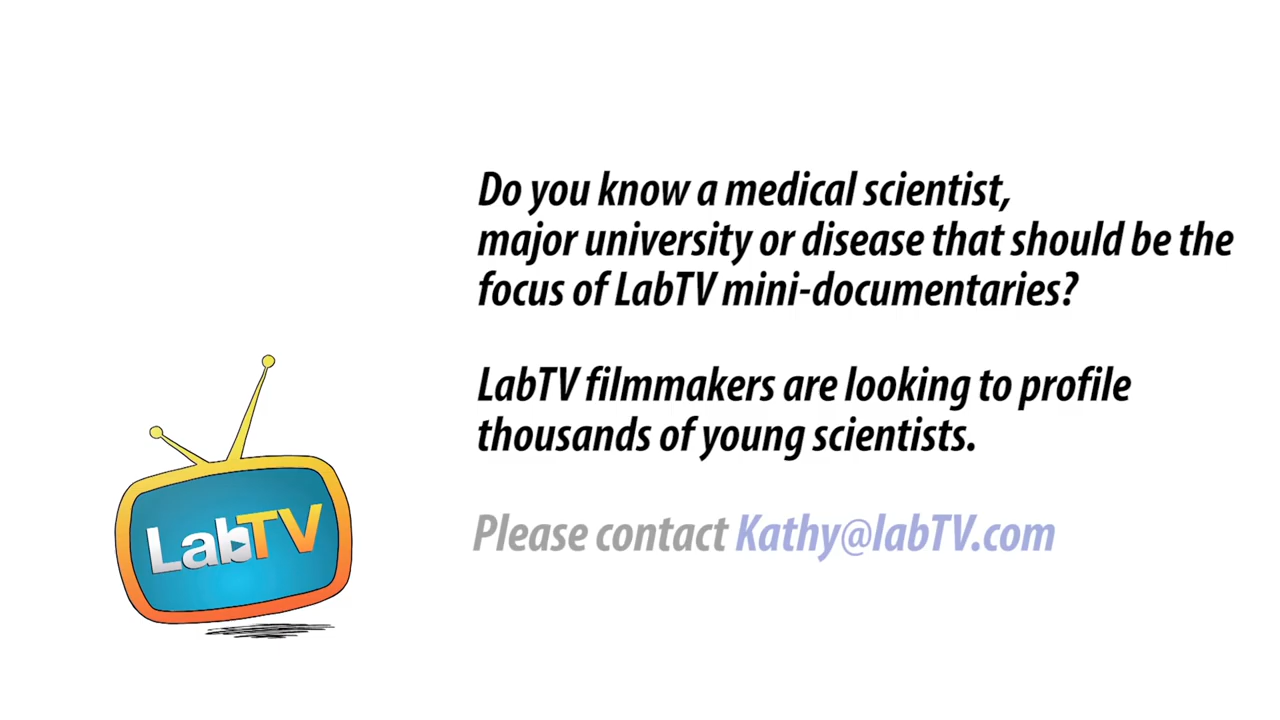 Do you know a medical scientist,
major university or disease that should be the
focus of LabTV mini-documentaries?
LabTV filmmakers are looking to profile
thousands of young scientists.
Please contact Kathy@labTV.com
LabTV